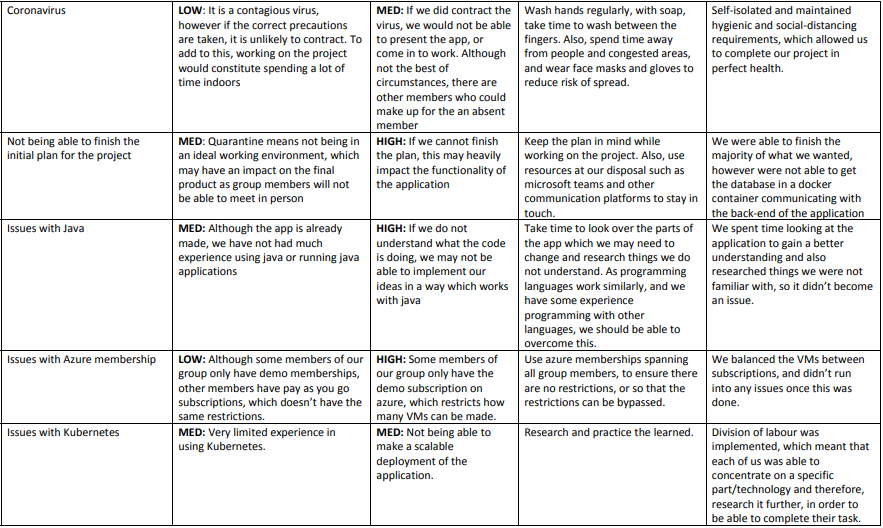 Coronavirus
LOW: It is a contagious virus,
however if the correct precautions
are taken, it is unlikely to contract. To
add to this, working on the project
would constitute spending a lot of
time indoors
MED: If we did contract the
virus, we would not be able
to present the app, or
come in to work. Although
not the best of
circumstances, there are
other members who could
make up for the an absent
member
Wash hands regularly, with soap,
take time to wash between the
fingers. Also, spend time away
from people and congested areas,
and wear face masks and gloves to
reduce risk of spread.
Self-isolated and maintained
hygienic and social-distancing
requirements, which allowed us
to complete our project in
perfect health.
Not being able to finish the
initial plan for the project
MED: Quarantine means not being in
an ideal working environment, which
may have an impact on the final
product as group members will not
be able to meet in person
HIGH: If we cannot finish
the plan, this may heavily
impact the functionality of
the application
Keep the plan in mind while
working on the project. Also, use
resources at our disposal such as
microsoft teams and other
communication platforms to stay in
touch.
We were able to finish the
majority of what we wanted,
however were not able to get
the database in a docker
container communicating with
the back-end of the application
Issues with Java
MED: Although the app is already
made, we have not had much
experience using java or running java
applications
HIGH: If we do not
understand what the code
is doing, we may not be
able to implement our
ideas in a way which works
with java
Take time to look over the parts of
the app which we may need to
change and research things we do
not understand. As programming
languages work similarly, and we
have some experience
programming with other
languages, we should be able to
overcome this.
We spent time looking at the
application to gain a better
understanding and also
researched things we were not
familiar with, so it didn't become
an issue.
Issues with Azure membership
LOW: Although some members of our
group only have demo memberships,
other members have pay as you go
subscriptions, which doesn't have the
same restrictions.
HIGH: Some members of
our group only have the
demo subscription on
azure, which restricts how
many VMs can be made.
Use azure memberships spanning
all group members, to ensure there
are no restrictions, or so that the
restrictions can be bypassed.
We balanced the VMs between
subscriptions, and didn't run
into any issues once this was
done.
Issues with Kubernetes
MED: Very limited experience in
using Kubernetes.
MED: Not being able to
make a scalable
deployment of the
application.
Research and practice the learned.
Division of labour was
implemented, which meant that
each of us was able to
concentrate on a specific
part/technology and therefore,
research it further, in order to
be able to complete their task.